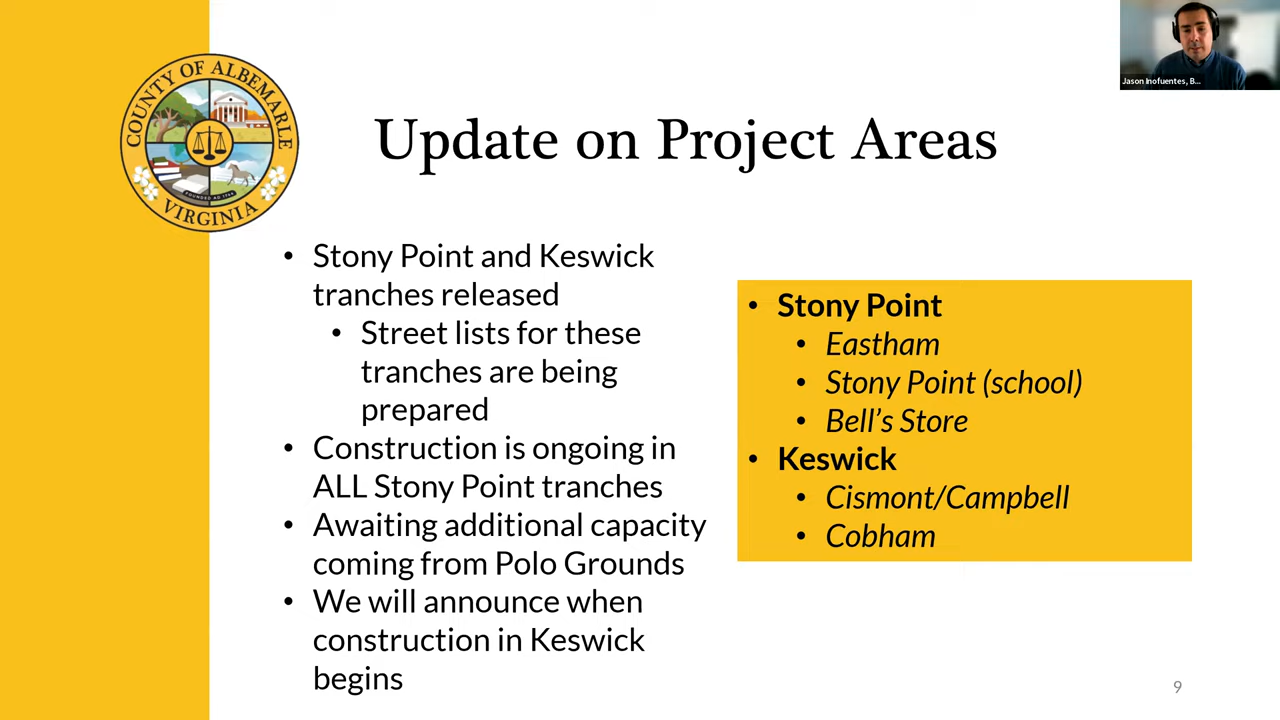 COUNTY OF ALBEMARLE
VIRGINIA
Jason Inofuentes, B...
Update on Project Areas
• Stony Point and Keswick
tranches released
• Street lists for these
tranches are being
prepared
• Construction is ongoing in
ALL Stony Point tranches
• Awaiting additional capacity
coming from Polo Grounds
• We will announce when
construction in Keswick
begins
• Stony Point
• Eastham
• Stony Point (school)
• Bell's Store
• Keswick
• Cismont/Campbell
• Cobham
9